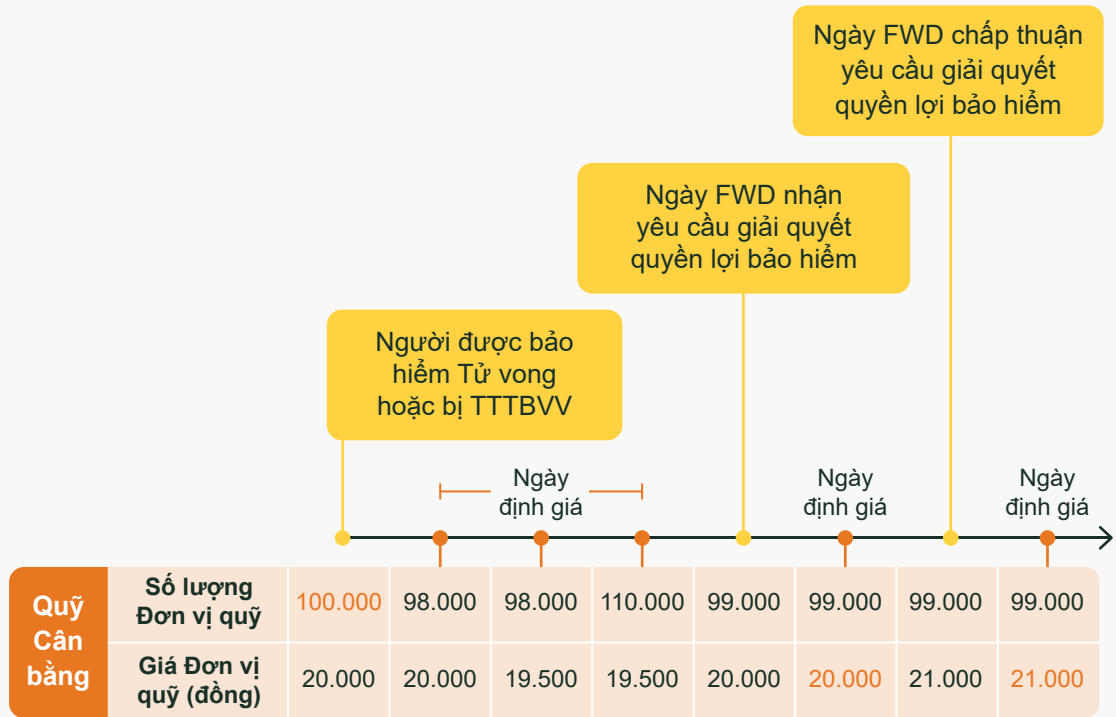 Ngày FWD chấp thuận
yêu cầu giải quyết
quyền lợi bảo hiểm
Ngày FWD nhận
yêu cầu giải quyết
quyền lợi bảo hiểm
Người được bảo
hiểm Tử vong
hoặc bị TTTBVV
Ngày
định giá
Ngày
định giá
Ngày
định giá
Quỹ
Cân
bằng
Số lượng
Đơn vị quỹ
100.000 98.000 98.000 110.000 99.000 99.000 99.000 99.000
Giá Đơn vị
quỹ (đồng)
20.000 20.000 19.500 19.500 20.000 20.000 21.000 21.000